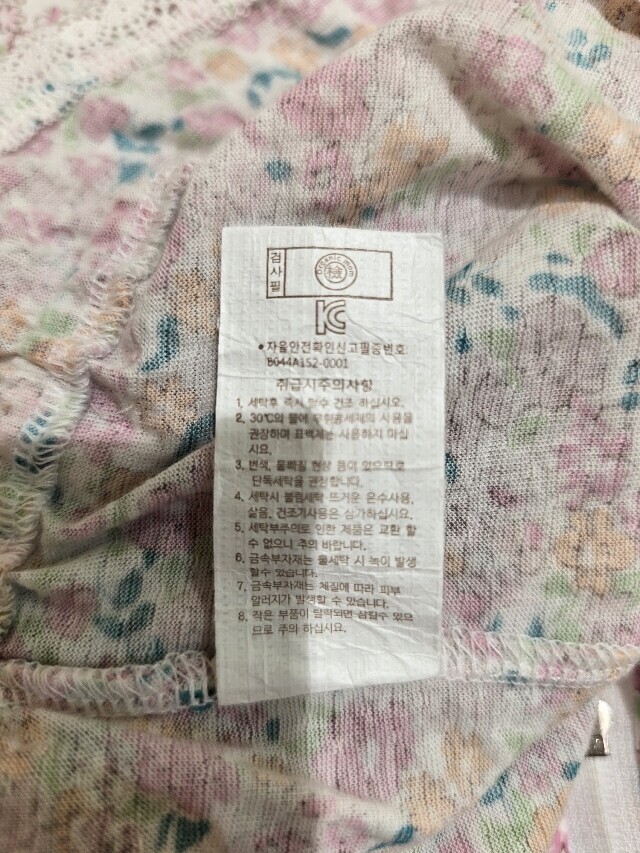 검사필
Organic mom
檢
KC
•자율안전확인신고필증번호:
B044A152-0001
취급시주의사항
1. 세탁후 즉시 탈수 건조 하십시오.
2. 30℃의 물에 무형광세제의 사용을
권장하며 표백제는 사용하지 마십
시오.
3. 변색, 올뜯김 현상 등이 있으므로
단독세탁을 권장합니다.
4. 세탁시 불림세탁 뜨거운 온수사용,
삶음, 건조기사용은 삼가하십시오.
5. 세탁부주의로 인한 제품은 교환 할
수 없으니 주의 바랍니다.
6. 금속부자재는 물세탁 시 녹이 발생
할수 있습니다.
7. 금속부자재는 체질에 따라 피부
알러지가 발생할 수 있습니다.
8. 작은 부품이 탈락되면 삼킬수 있으
므로 주의 하십시요.